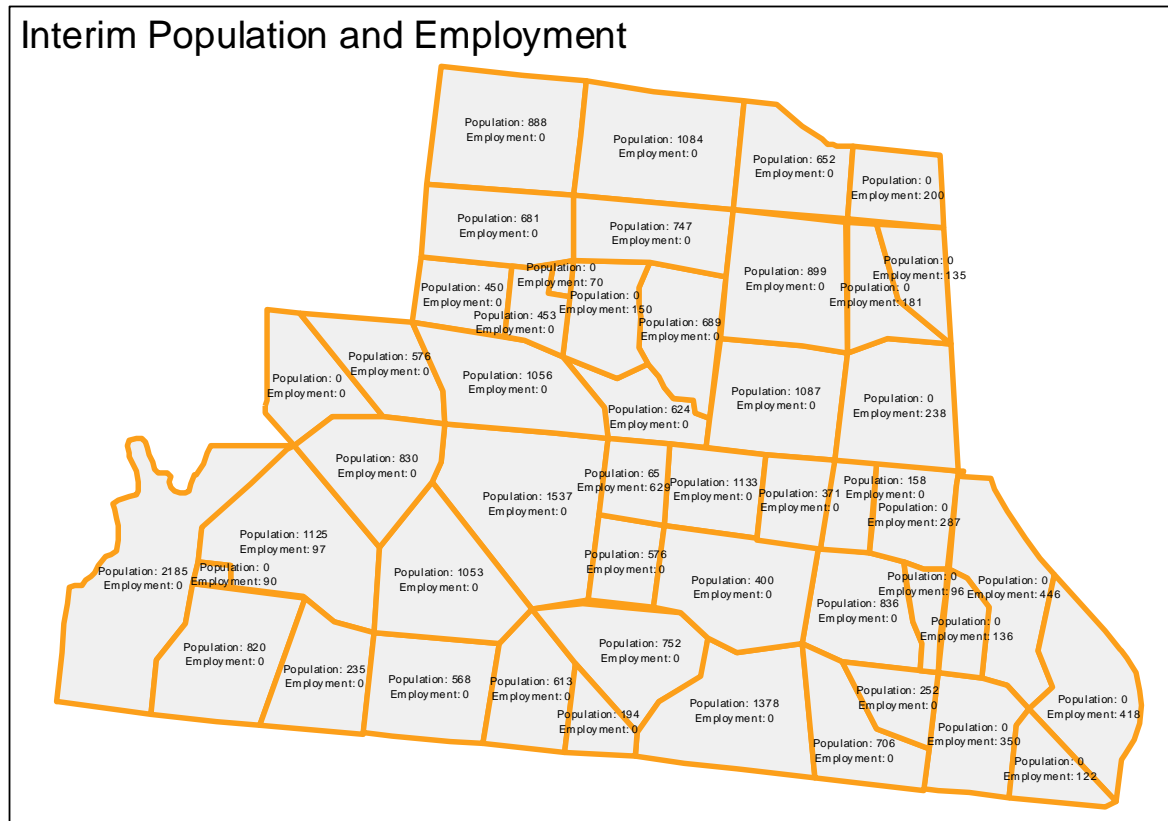 Interim Population and Employment
Population: 888
Employment: 0
Population: 1084
Employment: 0
Population: 652
Employment: 0
Population: 0
Employment: 200
Population: 681
Employment: 0
Population: 747
Employment: 0
Population: 899
Employment: 0
Population: 0
Employment: 135
Population: 0
Employment: 181
Population: 0
Employment: 70
Population: 450
Employment: 0
Population: 453
Employment: 0
Population: 0
Employment: 150
Population: 689
Employment: 0
Population: 576
Employment: 0
Population: 0
Employment: 0
Population: 1056
Employment: 0
Population: 624
Employment: 0
Population: 1087
Employment: 0
Population: 0
Employment: 238
Population: 830
Employment: 0
Population: 1537
Employment: 0
Population: 65
Employment: 629
Population: 1133
Employment: 0
Population: 371
Employment: 0
Population: 158
Employment: 0
Population: 0
Employment: 287
Population: 1125
Employment: 97
Population: 2185
Employment: 0
Population: 0
Employment: 90
Population: 1053
Employment: 0
Population: 576
Employment: 0
Population: 400
Employment: 0
Population: 836
Employment: 0
Population: 0
Employment: 96
Population: 0
Employment: 446
Population: 0
Employment: 136
Population: 820
Employment: 0
Population: 235
Employment: 0
Population: 568
Employment: 0
Population: 613
Employment: 0
Population: 752
Employment: 0
Population: 194
Employment: 0
Population: 1378
Employment: 0
Population: 252
Employment: 0
Population: 706
Employment: 0
Population: 0
Employment: 350
Population: 0
Employment: 418
Population: 0
Employment: 122